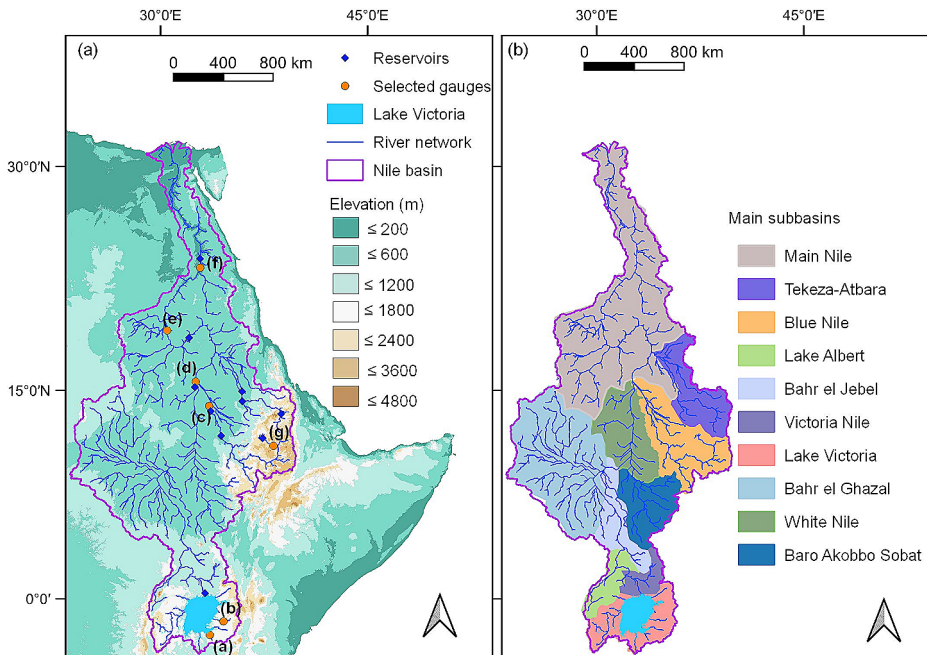 30°0'E 45°0'E
(a)
0 400 800 km
Reservoirs
Selected gauges
Lake Victoria
River network
Nile basin
Elevation (m)
≤ 200
≤ 600
≤ 1200
≤ 1800
≤ 2400
≤ 3600
≤ 4800
30°0'N
15°0'N
0°0'
(f)
(e)
(d)
(c)
(g)
(b)
(a)
30°0'E 45°0'E
(b)
0 400 800 km
Main subbasins
Main Nile
Tekeza-Atbara
Blue Nile
Lake Albert
Bahr el Jebel
Victoria Nile
Lake Victoria
Bahr el Ghazal
White Nile
Baro Akobbo Sobat